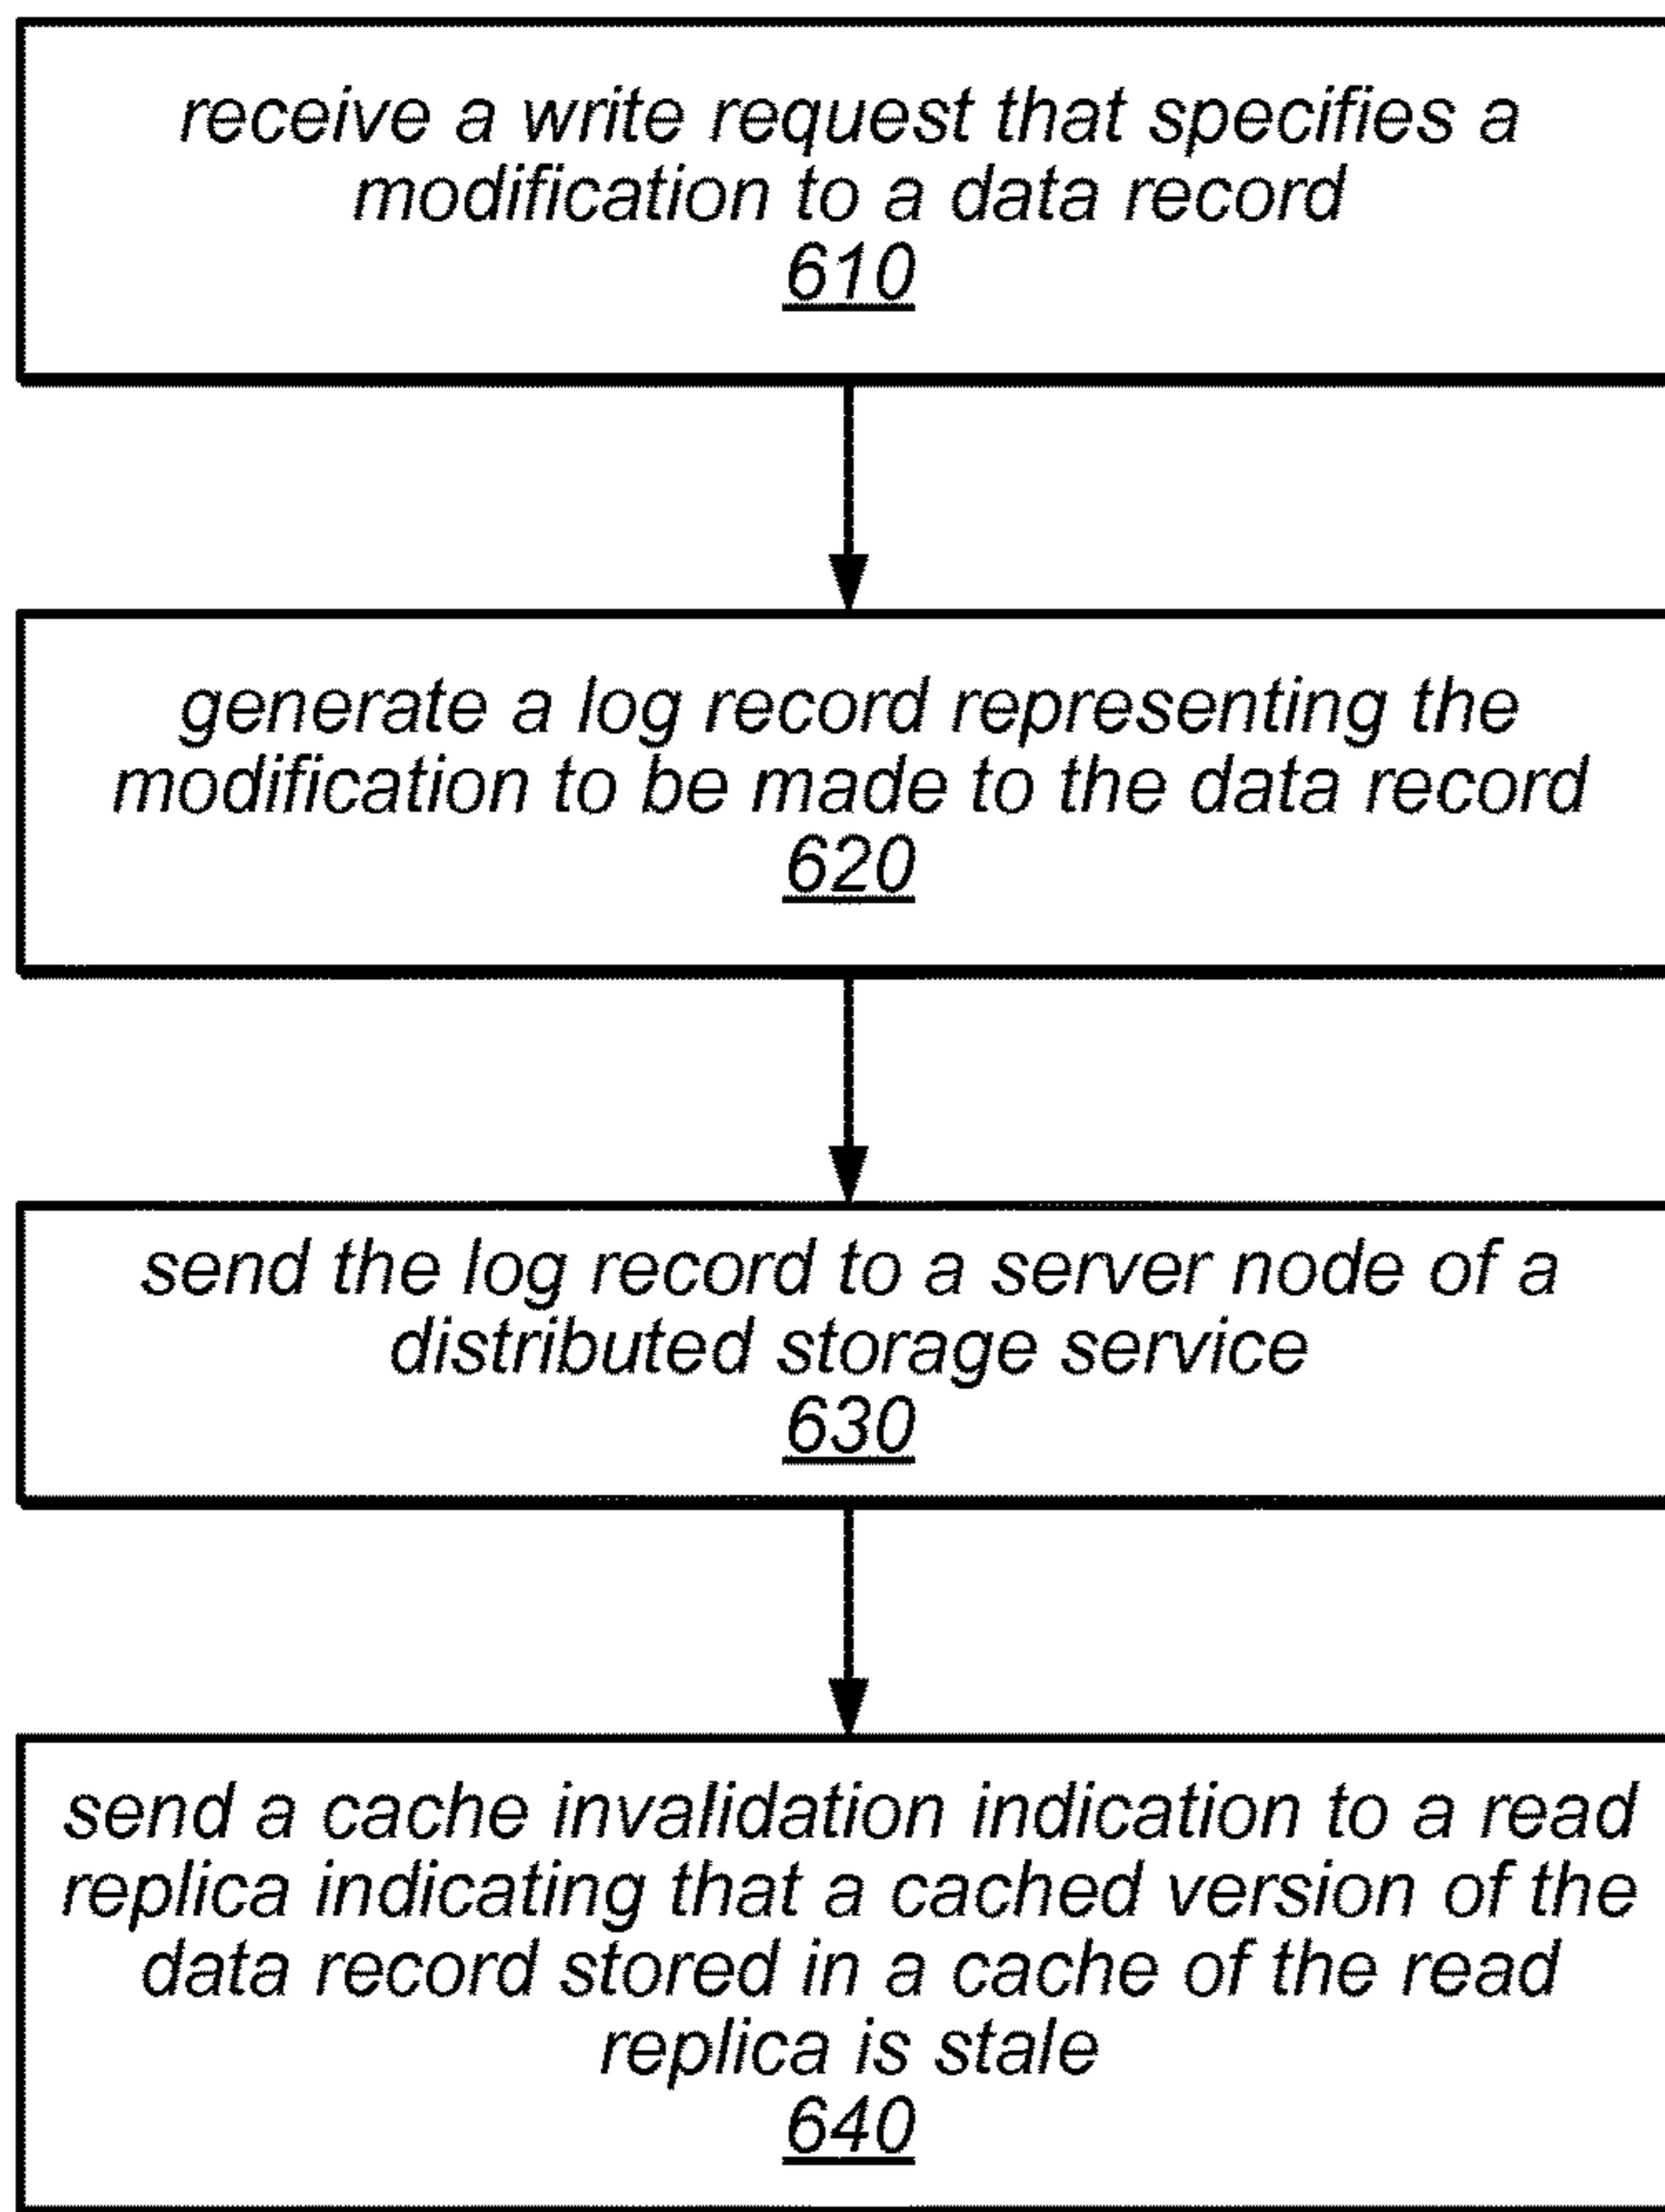 receive a write request that specifies a
modification to a data record
610
generate a log record representing the
modification to be made to the data record
620
send the log record to a server node of a
distributed storage service
630
send a cache invalidation indication to a read
replica indicating that a cached version of the
data record stored in a cache of the read
replica is stale
640